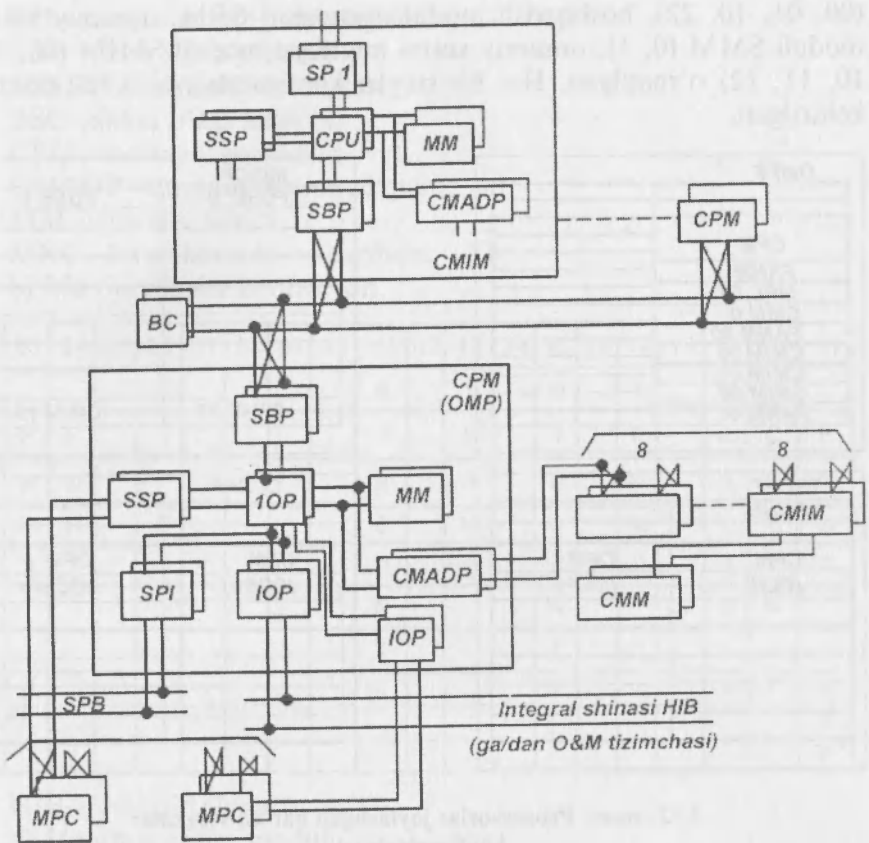 SP 1
SSP
CPU
MM
SBP
CMADP
CPM
CMIM
BC
CPM
(OMP)
SBP
8
8
SSP
1OP
MM
CMIM
SPI
IOP
CMADP
CMM
IOP
SPB
Integral shinasi HIB
(ga/dan O&M tizimchasi)
MPC
MPC